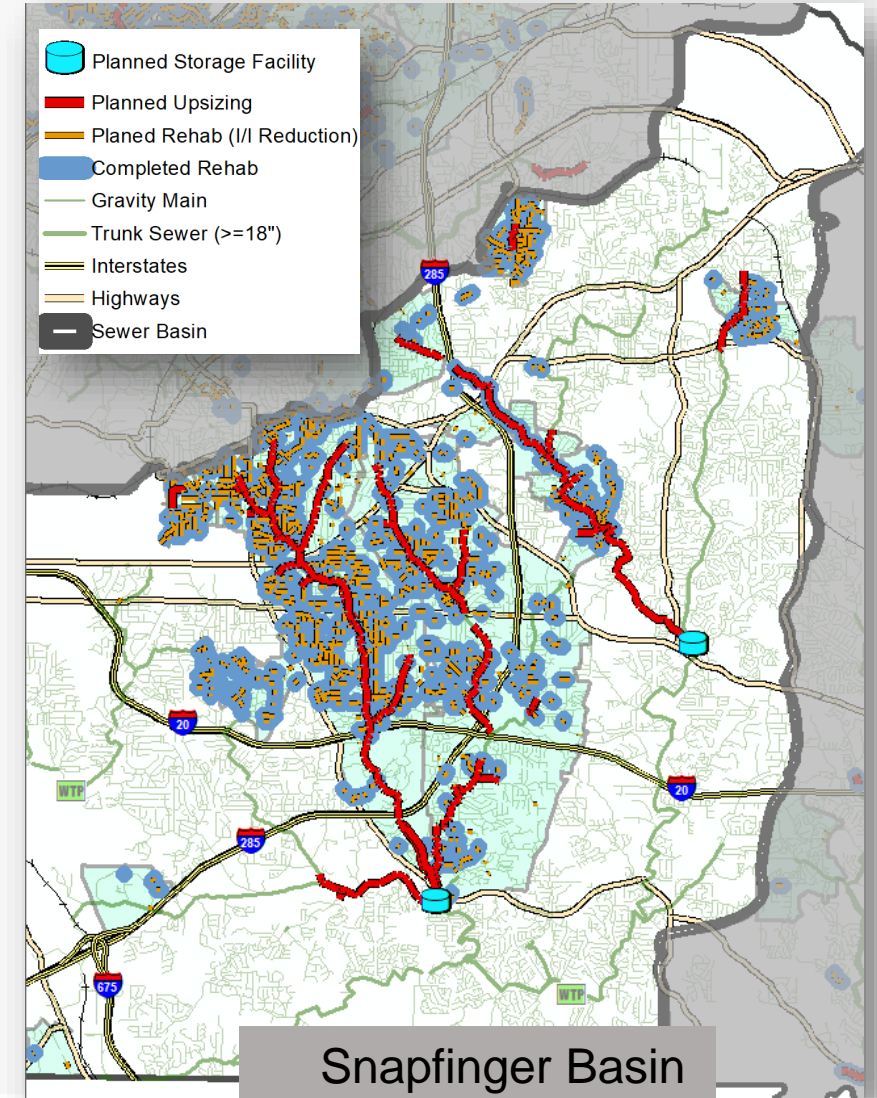 Planned Storage Facility
Planned Upsizing
Planed Rehab (I/I Reduction)
Completed Rehab
Gravity Main
Trunk Sewer (>=18")
Interstates
Highways
Sewer Basin
285
20
WTP
20
285
675
WTP
Snapfinger Basin